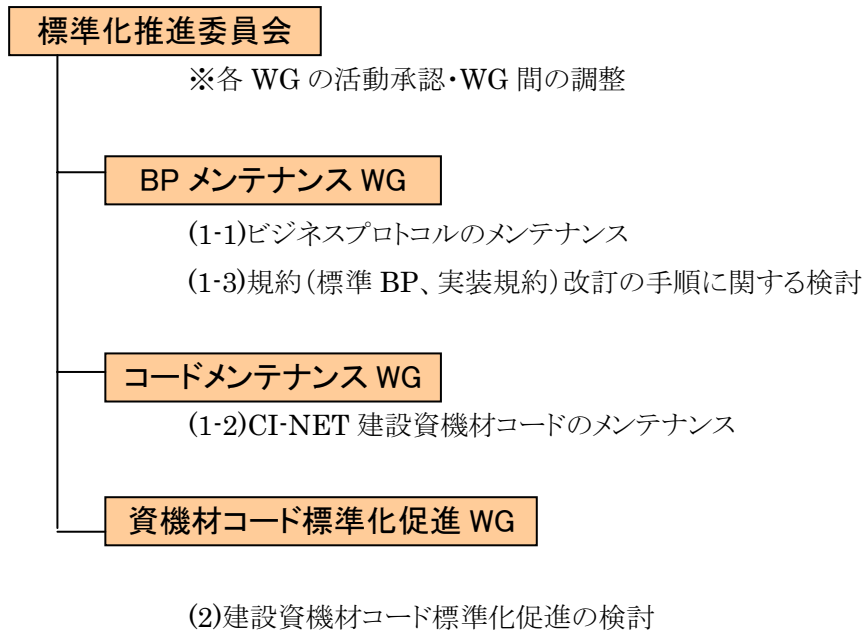 標準化推進委員会
※各 WG の活動承認・WG 間の調整
BP メンテナンス WG
(1-1)ビジネスプロトコルのメンテナンス
(1-3)規約(標準 BP、実装規約)改訂の手順に関する検討
コードメンテナンス WG
(1-2)CI-NET 建設資機材コードのメンテナンス
資機材コード標準化促進 WG
(2)建設資機材コード標準化促進の検討